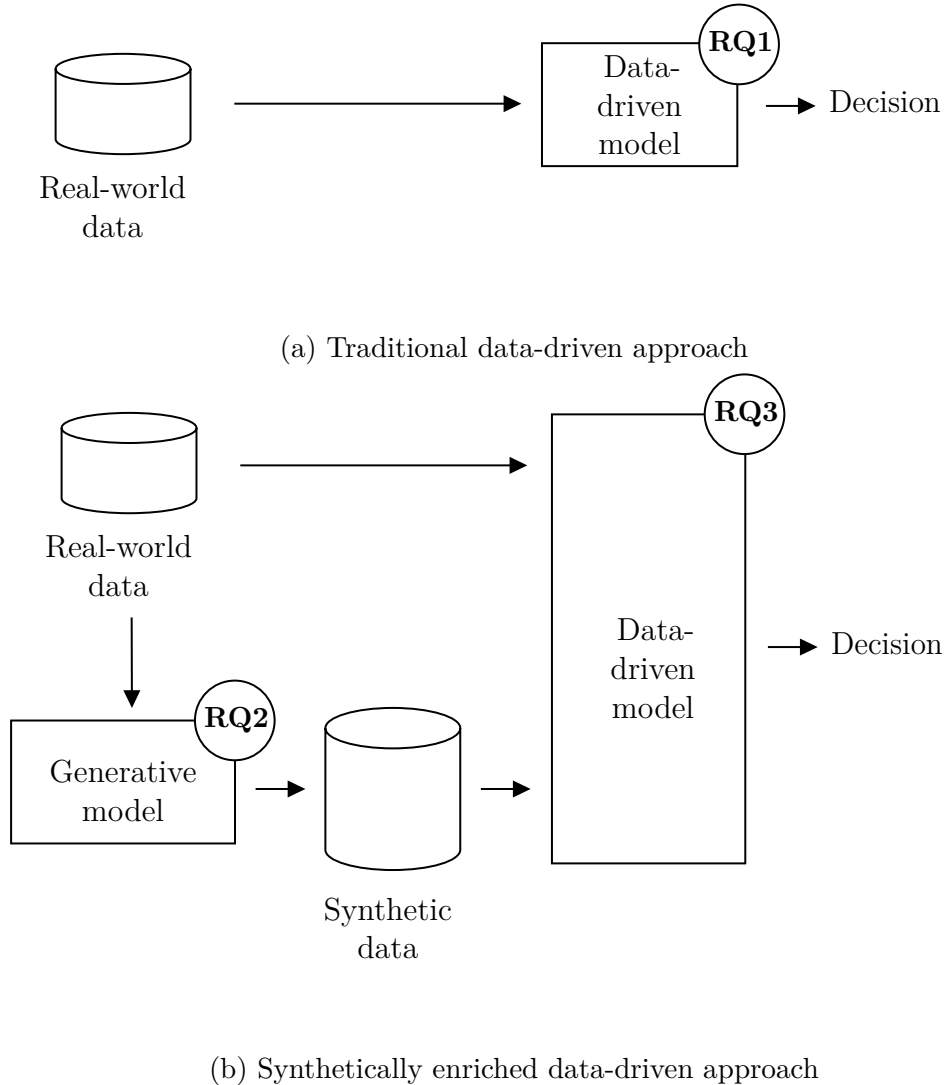 RQ1
Data-
driven
model
Decision
Real-world
data
(a) Traditional data-driven approach
RQ3
Real-world
data
Data-
driven
model
Decision
RQ2
Generative
model
Synthetic
data
(b) Synthetically enriched data-driven approach